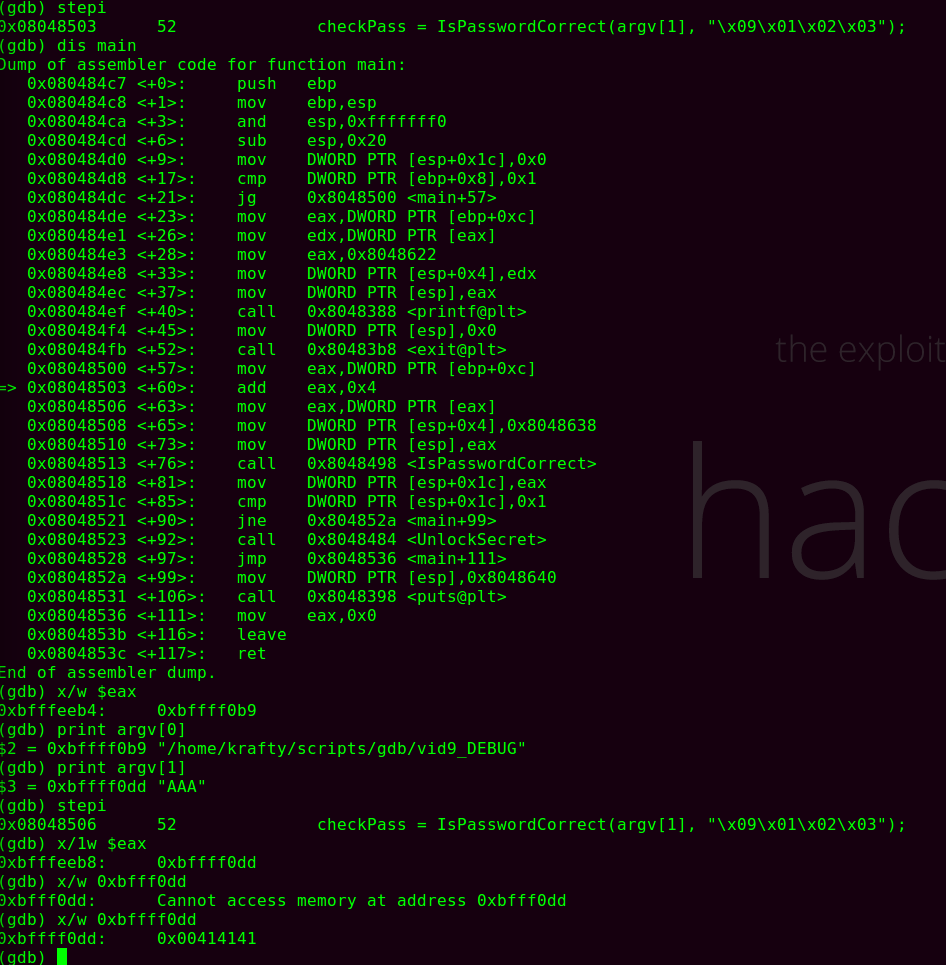 (gdb) stepi
0x08048503      52              checkPass = IsPasswordCorrect(argv[1], "\x09\x01\x02\x03");
(gdb) dis main
Dump of assembler code for function main:
   0x080484c7 <+0>:     push   ebp
   0x080484c8 <+1>:     mov    ebp,esp
   0x080484ca <+3>:     and    esp,0xfffffff0
   0x080484cd <+6>:     sub    esp,0x20
   0x080484d0 <+9>:     mov    DWORD PTR [esp+0x1c],0x0
   0x080484d8 <+17>:    cmp    DWORD PTR [ebp+0x8],0x1
   0x080484dc <+21>:    jg     0x8048500 <main+57>
   0x080484de <+23>:    mov    eax,DWORD PTR [ebp+0xc]
   0x080484e1 <+26>:    mov    edx,DWORD PTR [eax]
   0x080484e3 <+28>:    mov    eax,0x8048622
   0x080484e8 <+33>:    mov    DWORD PTR [esp+0x4],edx
   0x080484ec <+37>:    mov    DWORD PTR [esp],eax
   0x080484ef <+40>:    call   0x8048388 <printf@plt>
   0x080484f4 <+45>:    mov    DWORD PTR [esp],0x0
   0x080484fb <+52>:    call   0x80483b8 <exit@plt>
   0x08048500 <+57>:    mov    eax,DWORD PTR [ebp+0xc]
=> 0x08048503 <+60>:    add    eax,0x4
   0x08048506 <+63>:    mov    eax,DWORD PTR [eax]
   0x08048508 <+65>:    mov    DWORD PTR [esp+0x4],0x8048638
   0x08048510 <+73>:    mov    DWORD PTR [esp],eax
   0x08048513 <+76>:    call   0x8048498 <IsPasswordCorrect>
   0x08048518 <+81>:    mov    DWORD PTR [esp+0x1c],eax
   0x0804851c <+85>:    cmp    DWORD PTR [esp+0x1c],0x1
   0x08048521 <+90>:    jne    0x804852a <main+99>
   0x08048523 <+92>:    call   0x8048484 <UnlockSecret>
   0x08048528 <+97>:    jmp    0x8048536 <main+111>
   0x0804852a <+99>:    mov    DWORD PTR [esp],0x8048640
   0x08048531 <+106>:   call   0x8048398 <puts@plt>
   0x08048536 <+111>:   mov    eax,0x0
   0x0804853b <+116>:   leave
   0x0804853c <+117>:   ret
End of assembler dump.
(gdb) x/w $eax
0xbfffeeb4:     0xbffff0b9
(gdb) print argv[0]
$2 = 0xbffff0b9 "/home/krafty/scripts/gdb/vid9_DEBUG"
(gdb) print argv[1]
$3 = 0xbffff0dd "AAA"
(gdb) stepi
0x08048506      52              checkPass = IsPasswordCorrect(argv[1], "\x09\x01\x02\x03");
(gdb) x/1w $eax
0xbfffeeb8:     0xbffff0dd
(gdb) x/w 0xbfff0dd
0xbfff0dd:      Cannot access memory at address 0xbfff0dd
(gdb) x/w 0xbffff0dd
0xbffff0dd:     0x00414141
(gdb)
the exploit
hac